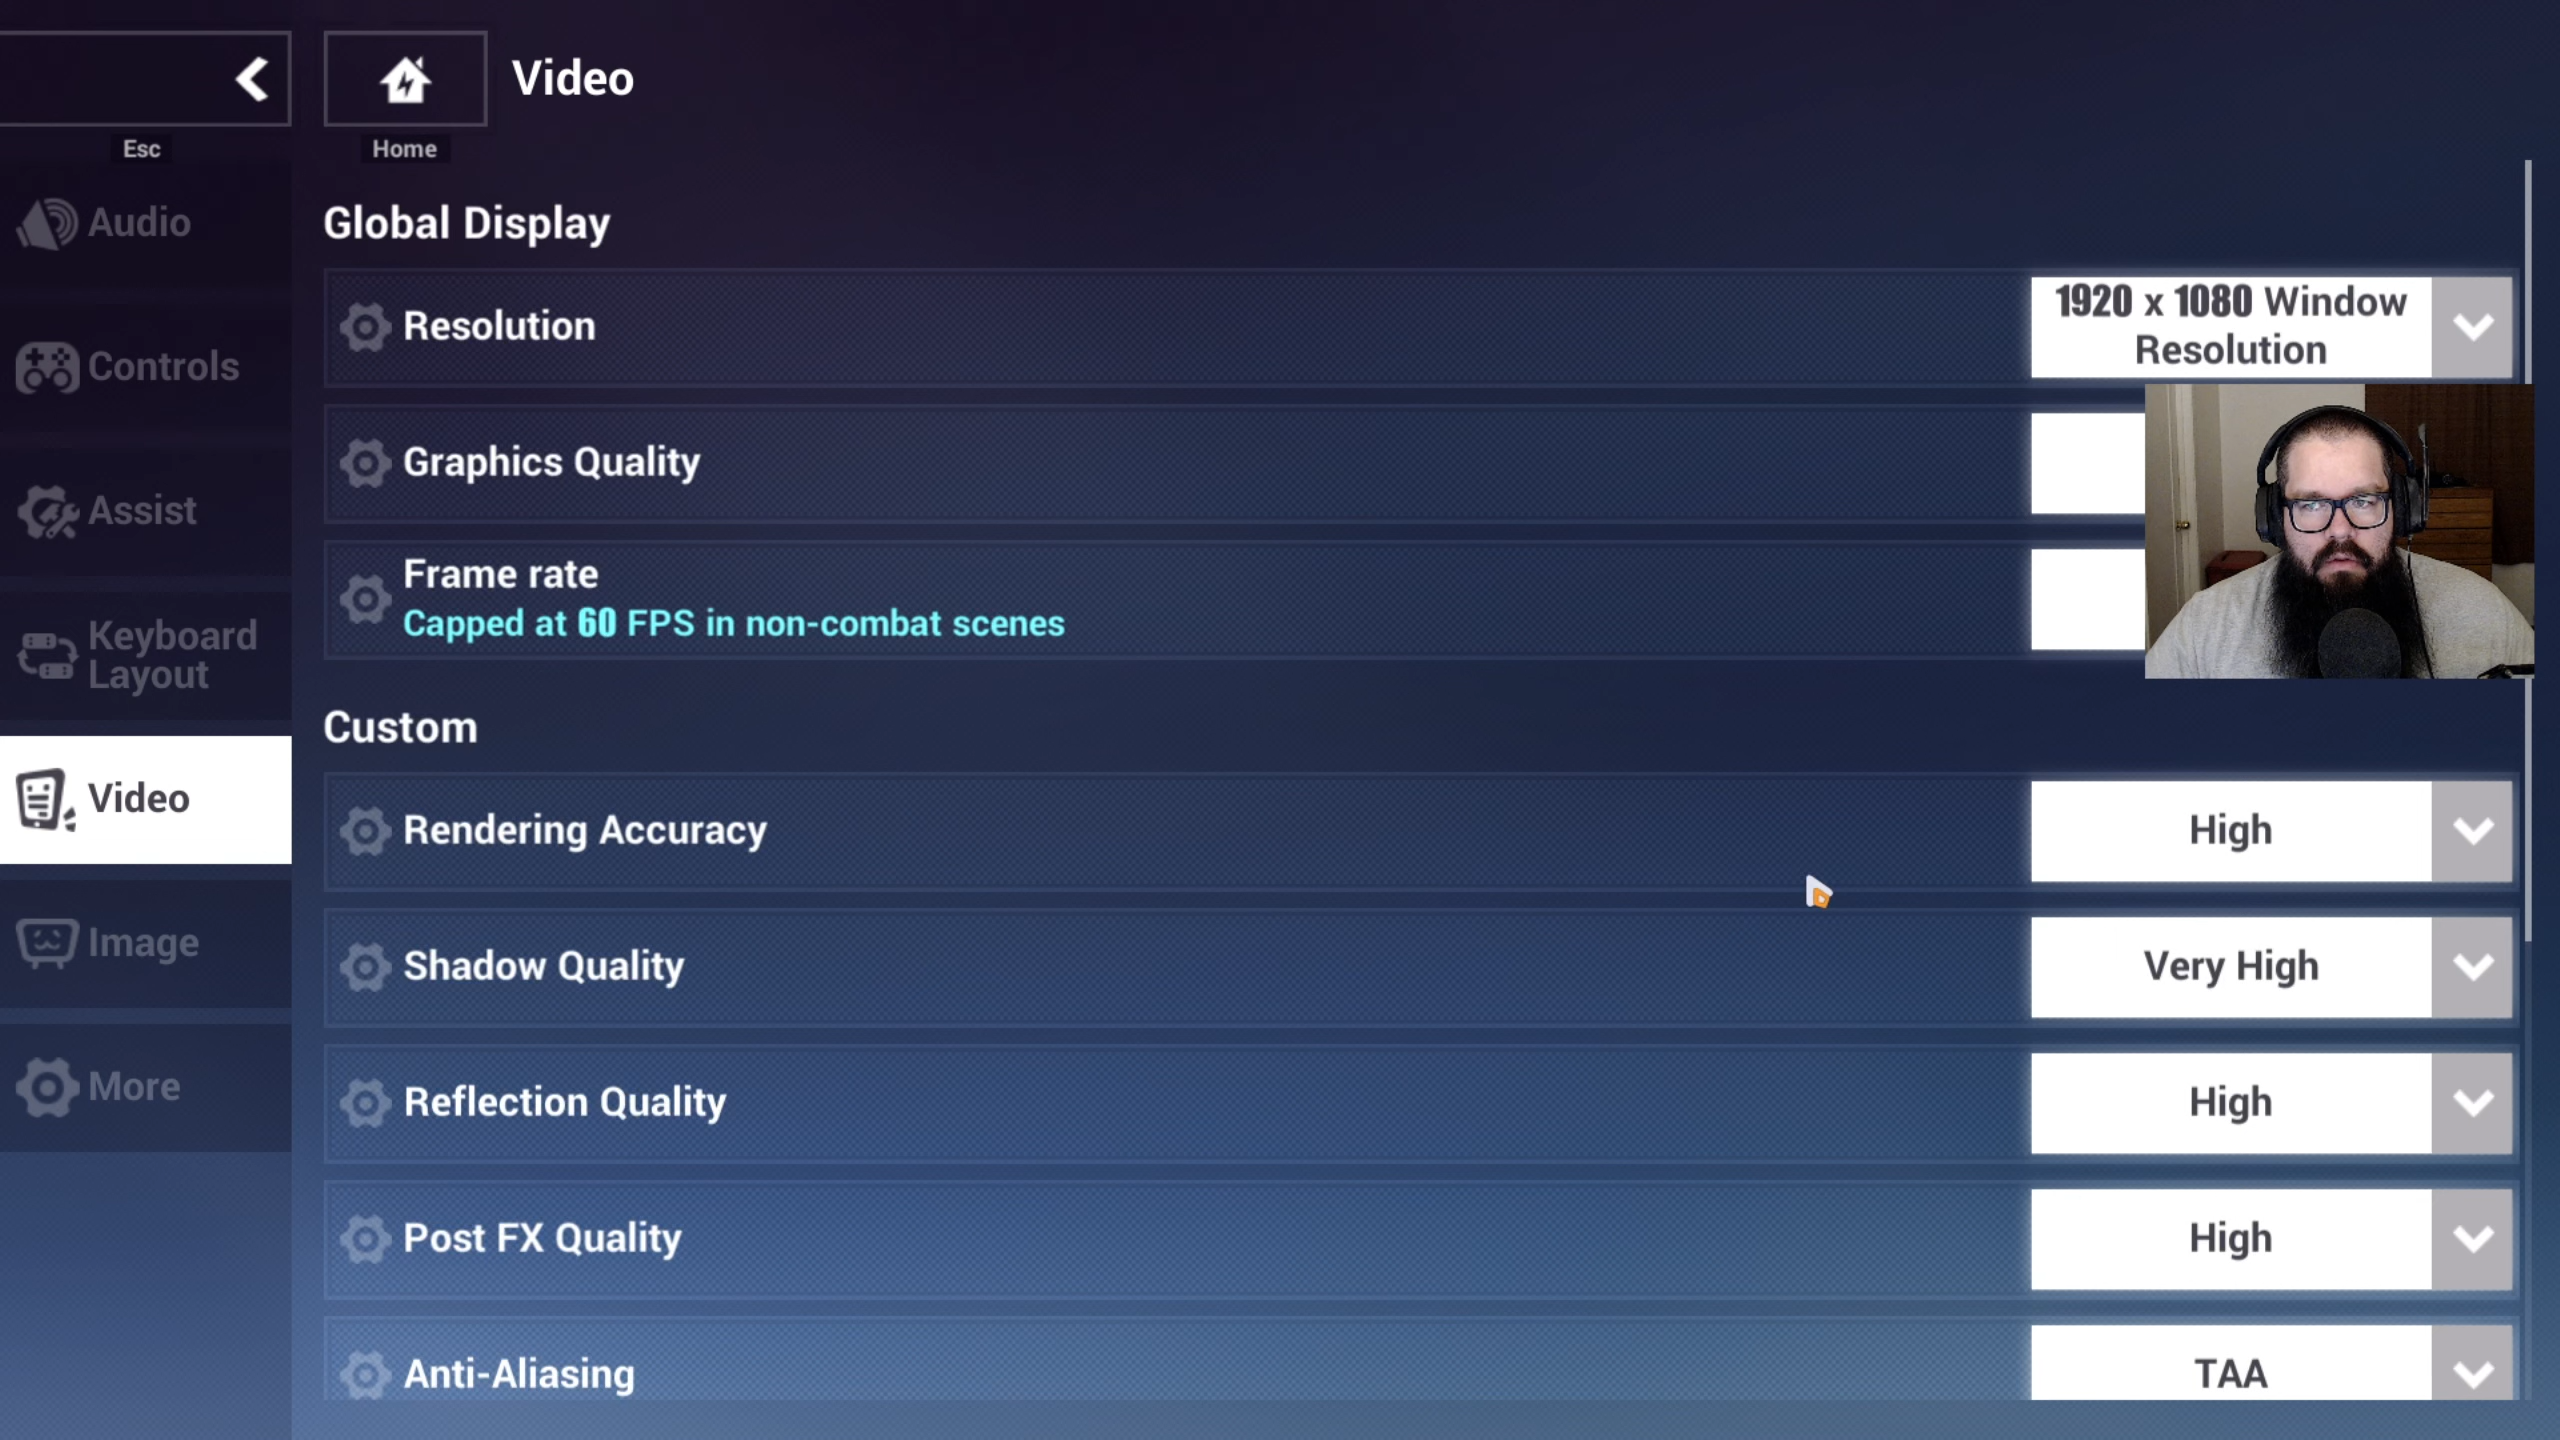 Video
Esc
Home
Audio
Controls
Assist
Keyboard
Layout
Video
Image
More
Global Display
Resolution
1920 x 1080 Window
Resolution
Graphics Quality
Frame rate
Capped at 60 FPS in non-combat scenes
Custom
Rendering Accuracy
High
Shadow Quality
Very High
Reflection Quality
High
Post FX Quality
High
Anti-Aliasing
TAA